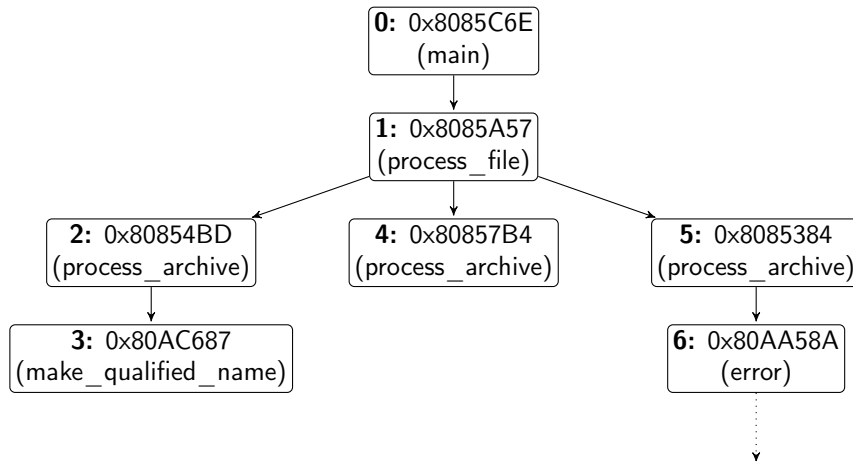 0: 0x8085C6E
(main)
1: 0x8085A57
(process_file)
2: 0x80854BD
(process_archive)
4: 0x80857B4
(process_archive)
5: 0x8085384
(process_archive)
3: 0x80AC687
(make_qualified_name)
6: 0x80AA58A
(error)